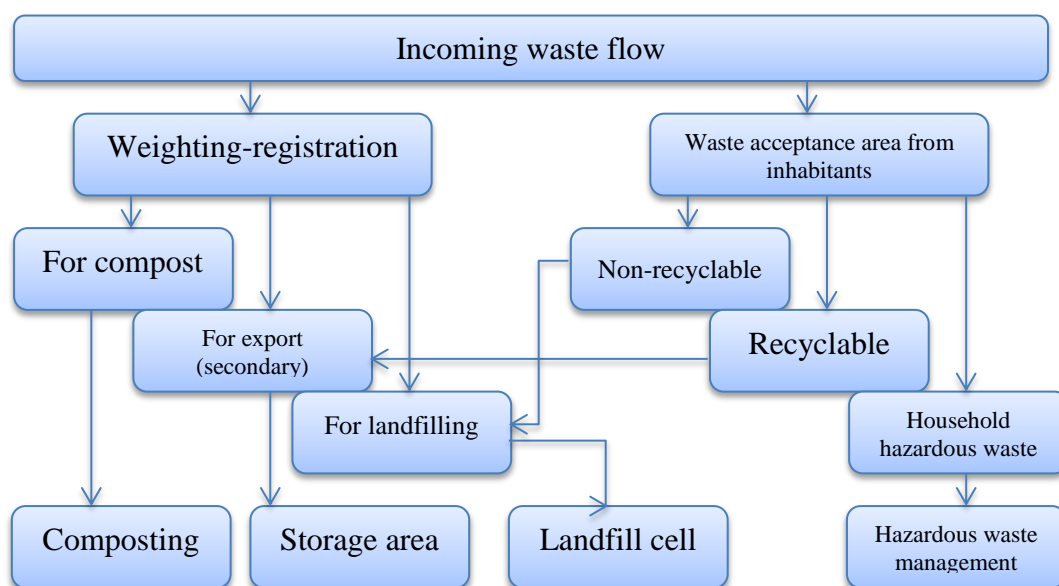 Incoming waste flow
Weighting-registration
Waste acceptance area from
inhabitants
For compost
Non-recyclable
For export
(secondary)
Recyclable
For landfilling
Household
hazardous waste
Composting
Storage area
Landfill cell
Hazardous waste
management